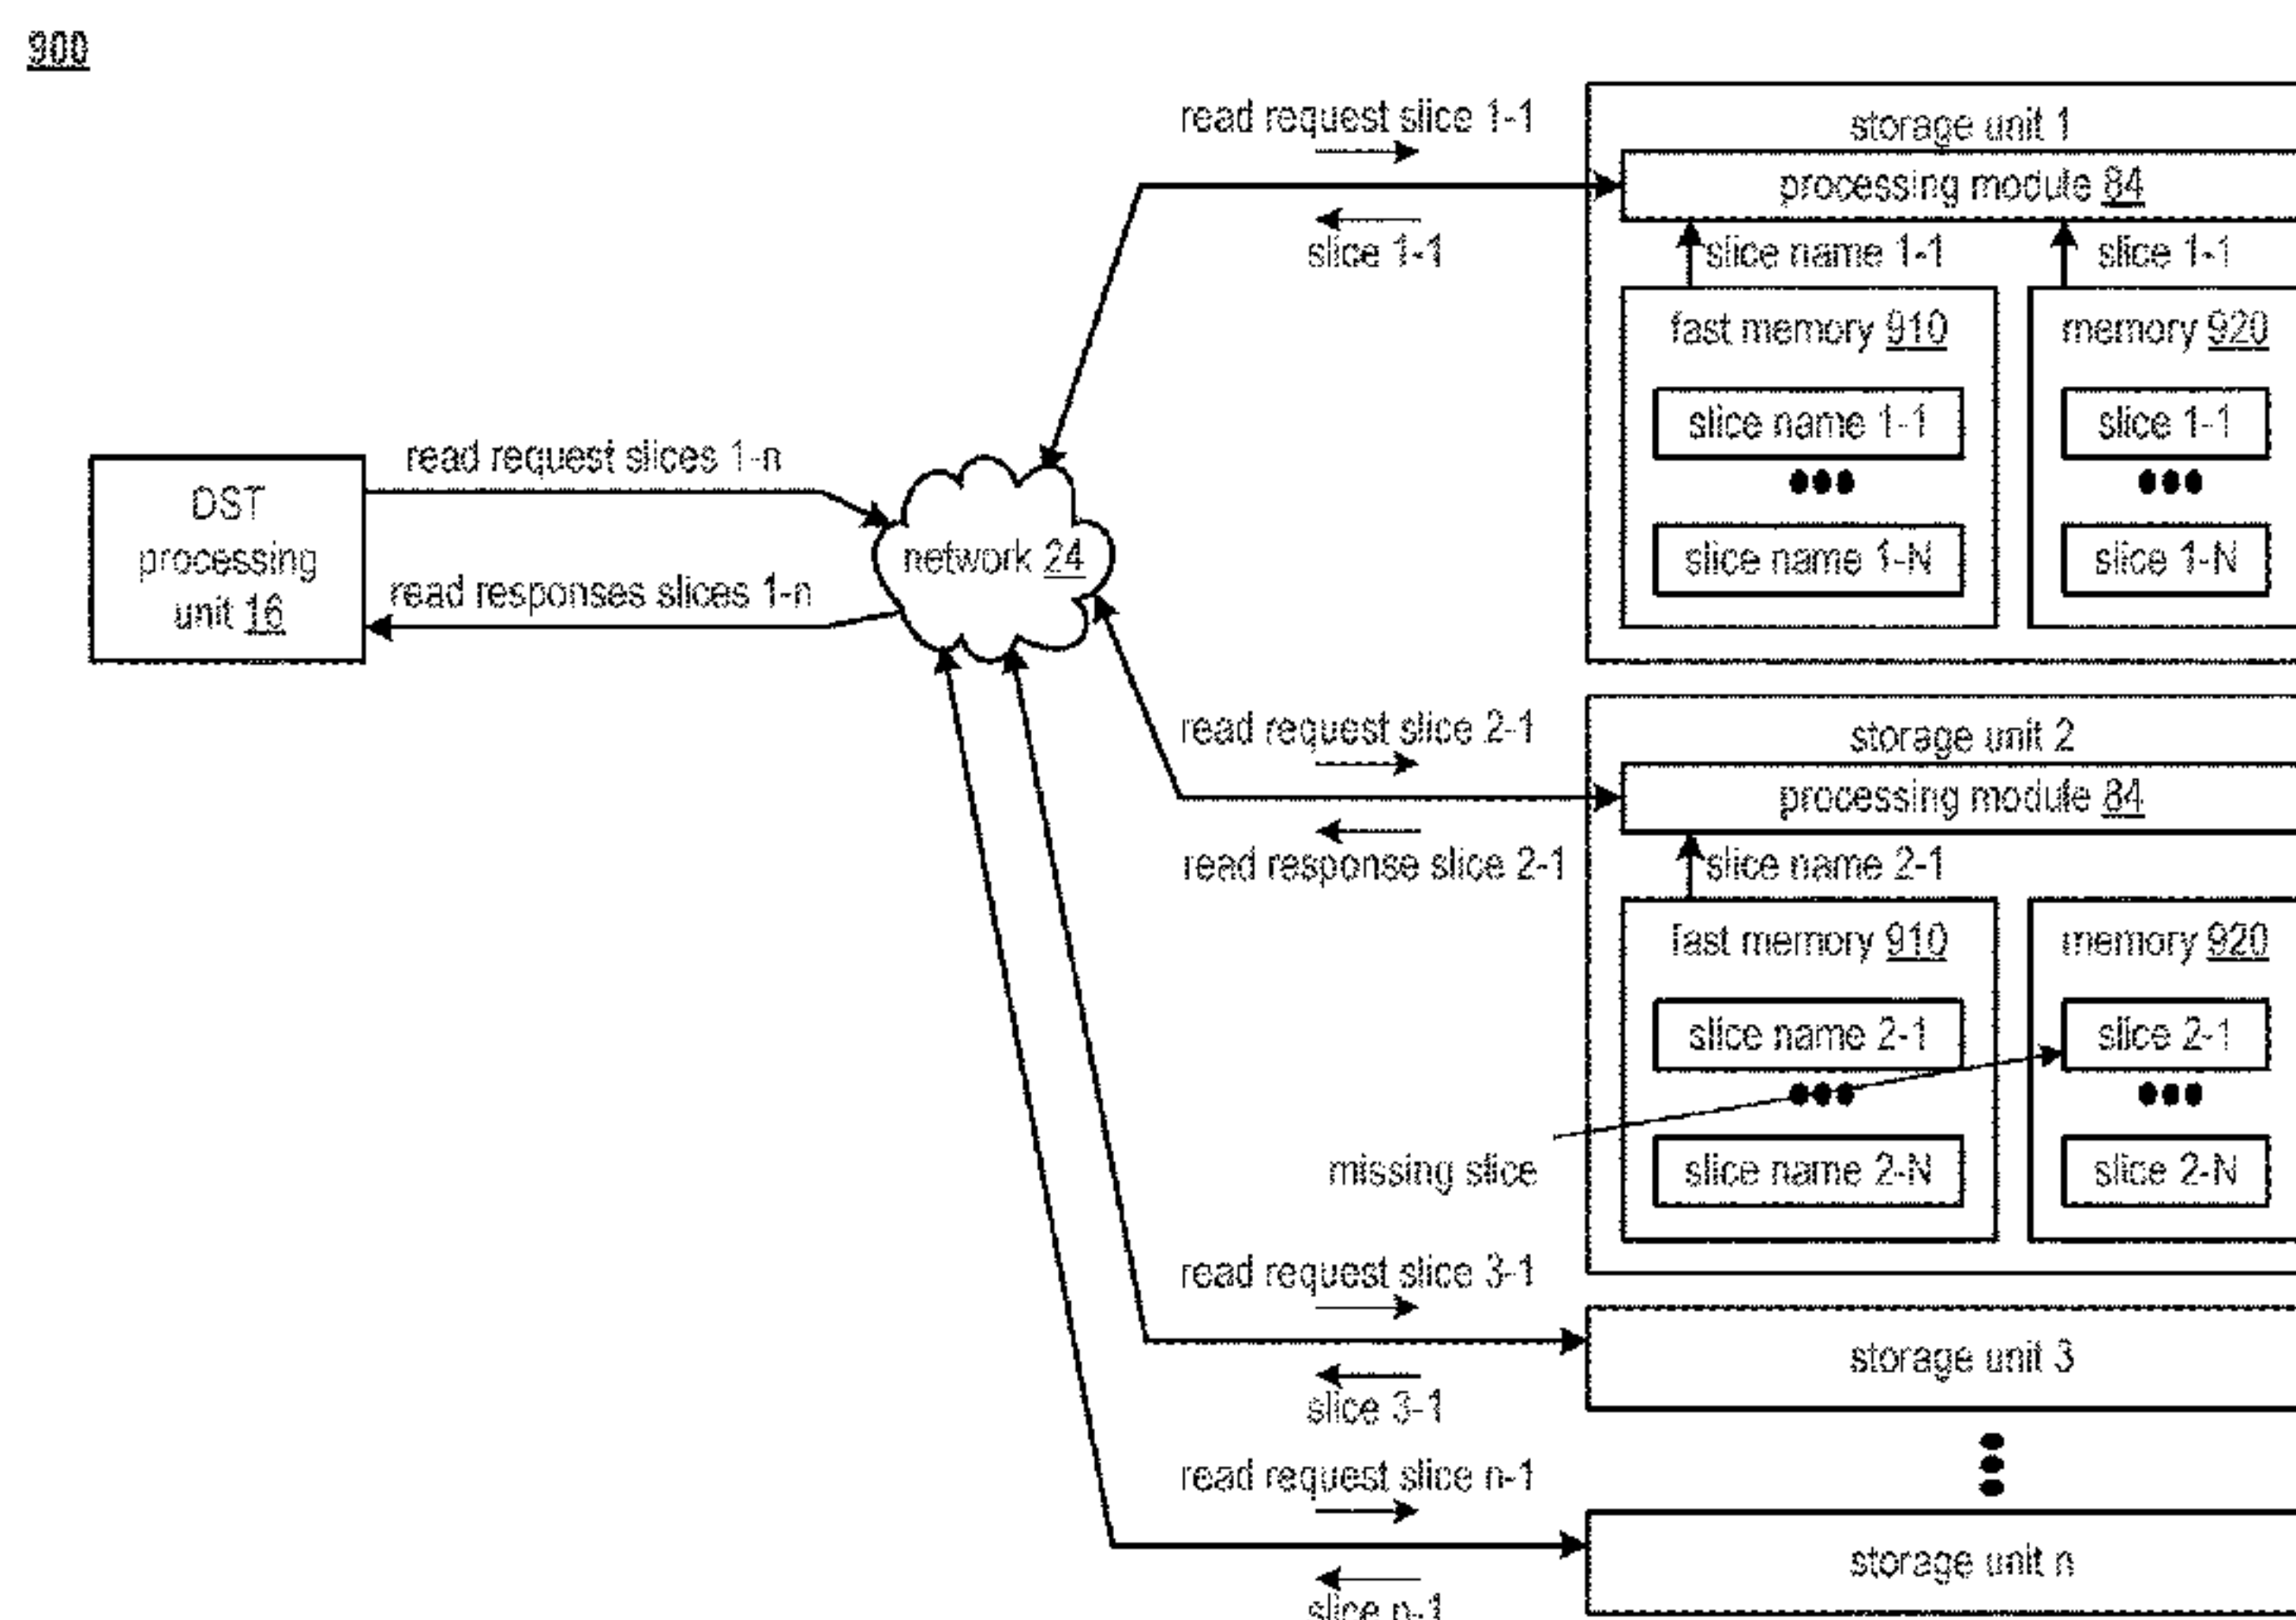 900
read request slice 1-1
slice 1-1
storage unit 1
processing module 84
slice name 1-1
slice 1-1
fast memory 910
memory 920
slice name 1-1
slice 1-1
slice name 1-N
slice 1-N
DST
processing
unit 16
read request slices 1-n
read responses slices 1-n
network 24
read request slice 2-1
read response slice 2-1
storage unit 2
processing module 84
slice name 2-1
fast memory 910
memory 920
slice name 2-1
slice 2-1
slice name 2-N
slice 2-N
missing slice
read request slice 3-1
slice 3-1
storage unit 3
read request slice n-1
slice n-1
storage unit n